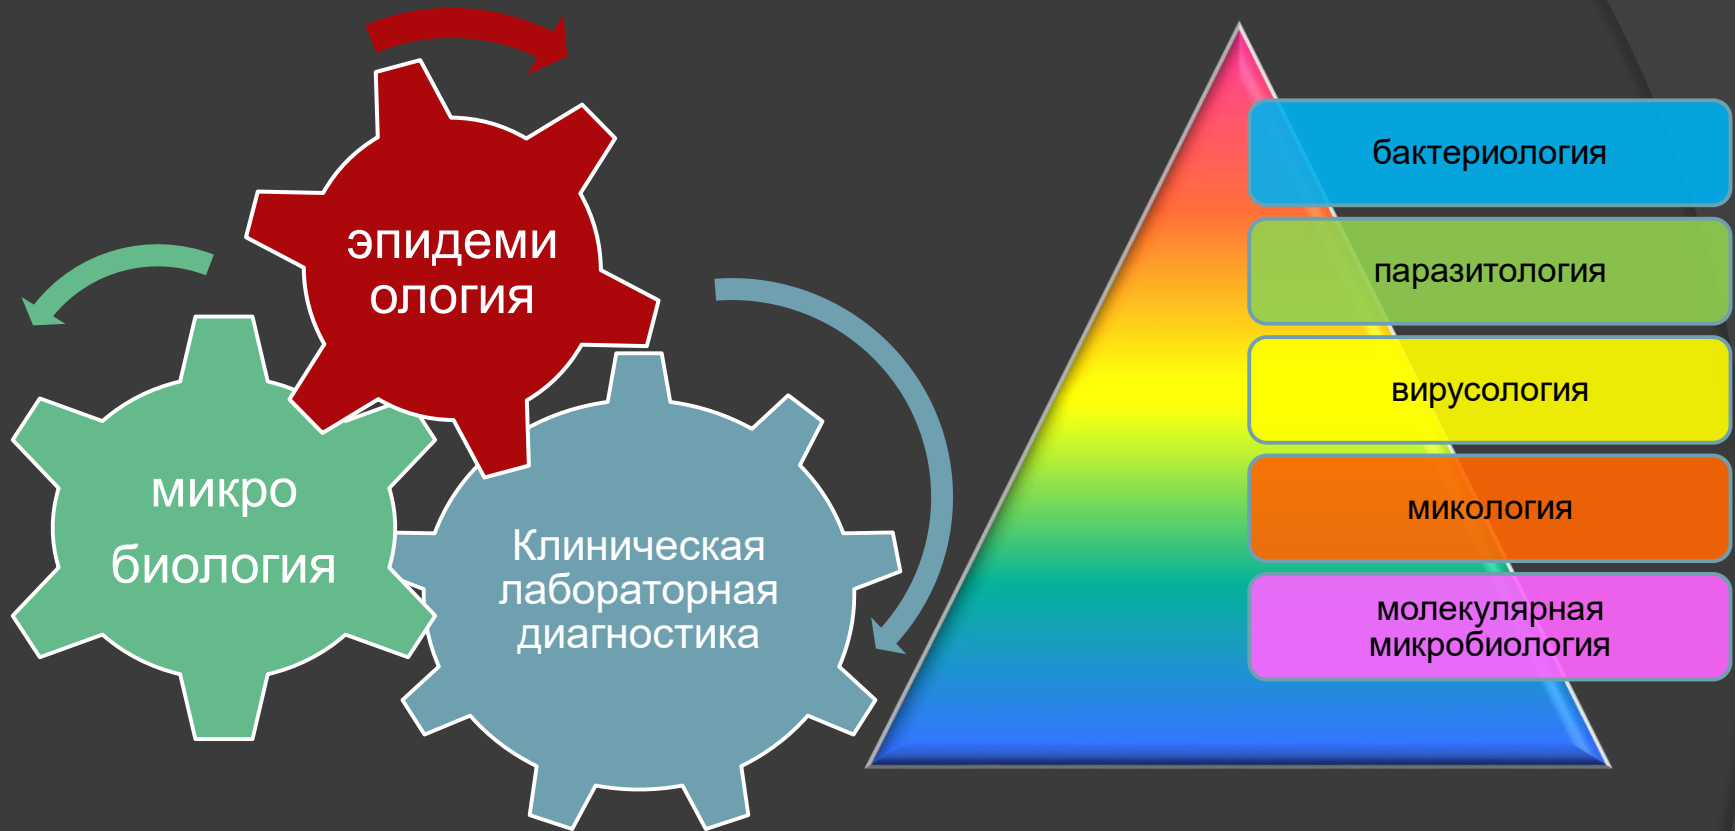 эпидеми
ология
микро
биология
Клиническая
лабораторная
диагностика
бактериология
паразитология
вирусология
микология
молекулярная
микробиология